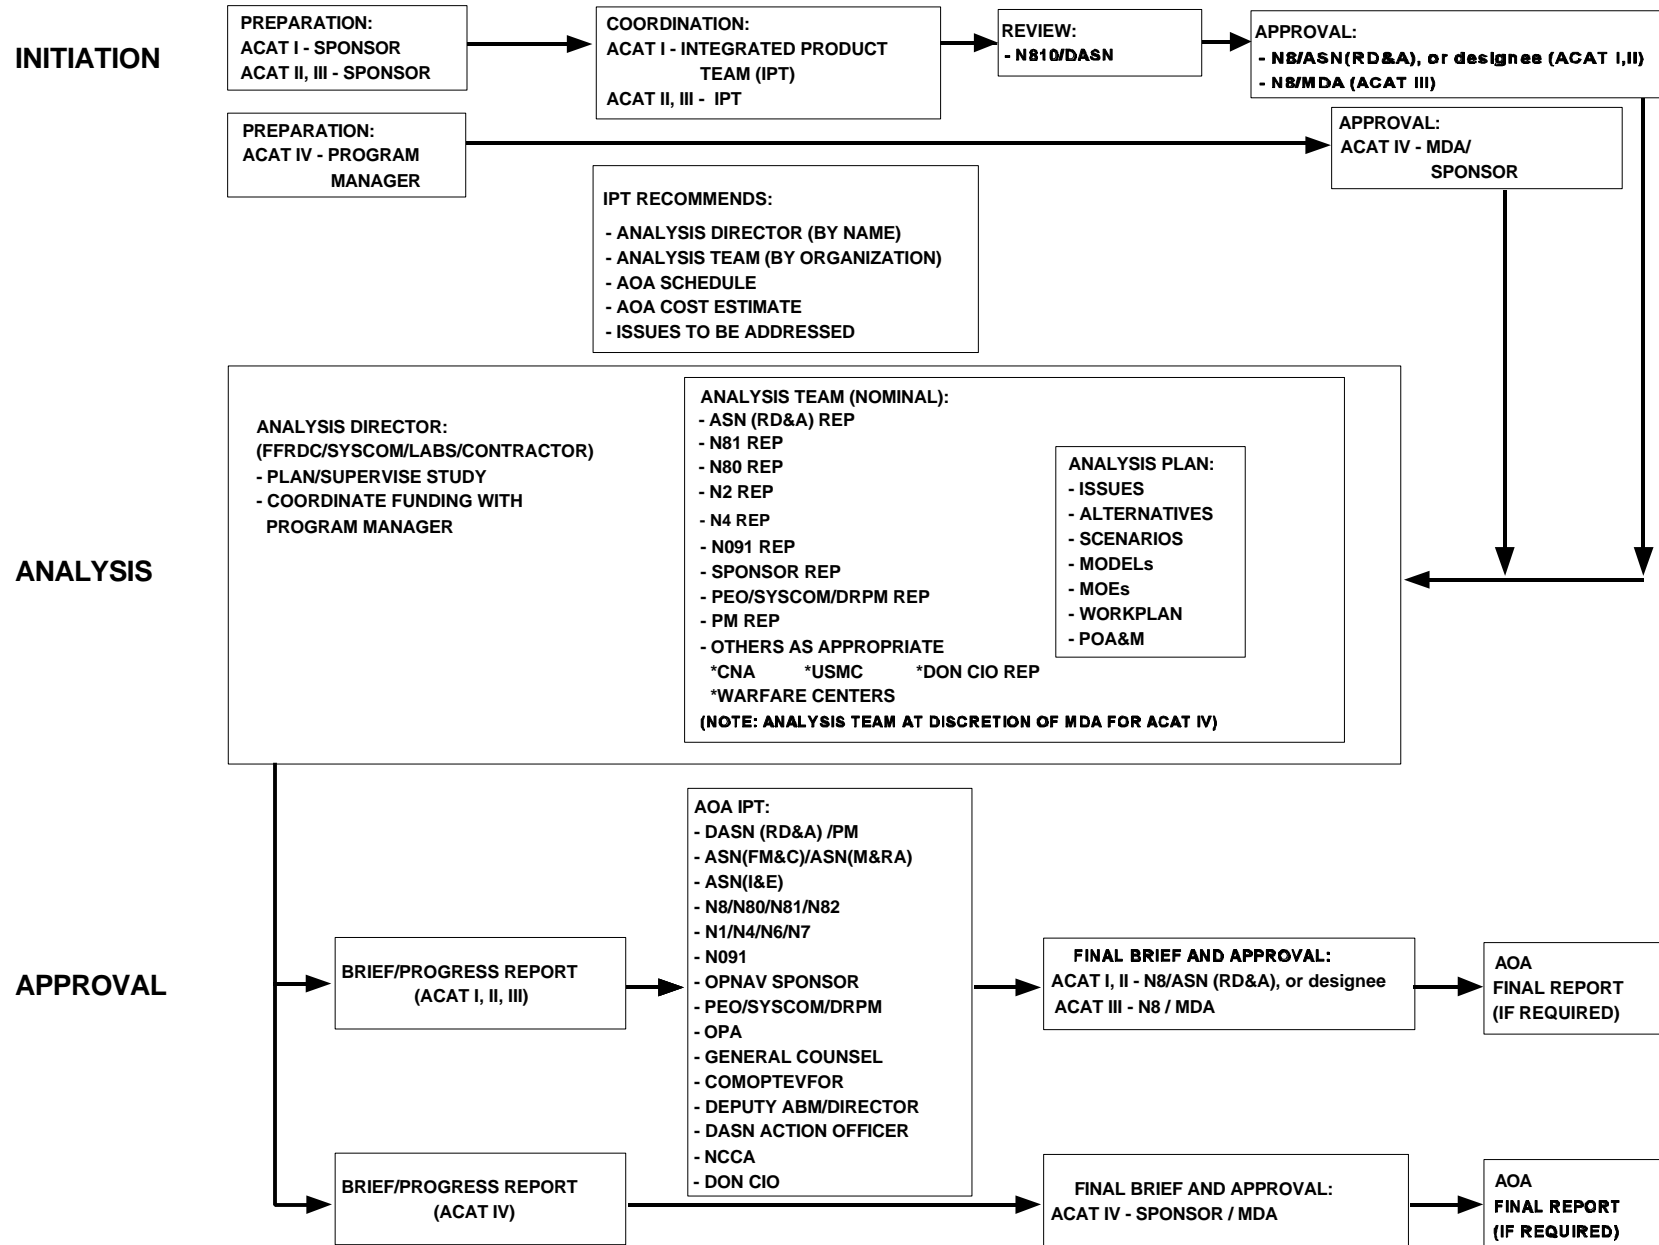 INITIATION
PREPARATION:
ACAT I - SPONSOR
ACAT II, III - SPONSOR
COORDINATION:
ACAT I - INTEGRATED PRODUCT
TEAM (IPT)
ACAT II, III - IPT
REVIEW:
- N810/DASN
APPROVAL:
- N8/ASN(RD&A), or designee (ACAT I,II)
- N8/MDA (ACAT III)
PREPARATION:
ACAT IV - PROGRAM
MANAGER
APPROVAL:
ACAT IV - MDA/
SPONSOR
IPT RECOMMENDS:
- ANALYSIS DIRECTOR (BY NAME)
- ANALYSIS TEAM (BY ORGANIZATION)
- AOA SCHEDULE
- AOA COST ESTIMATE
- ISSUES TO BE ADDRESSED
ANALYSIS
ANALYSIS DIRECTOR:
(FFRDC/SYSCOM/LABS/CONTRACTOR)
- PLAN/SUPERVISE STUDY
- COORDINATE FUNDING WITH
PROGRAM MANAGER
ANALYSIS TEAM (NOMINAL):
- ASN (RD&A) REP
- N81 REP
- N80 REP
- N2 REP
- N4 REP
- N091 REP
- SPONSOR REP
- PEO/SYSCOM/DRPM REP
- PM REP
- OTHERS AS APPROPRIATE
*CNA *USMC *DON CIO REP
*WARFARE CENTERS
(NOTE: ANALYSIS TEAM AT DISCRETION OF MDA FOR ACAT IV)
ANALYSIS PLAN:
- ISSUES
- ALTERNATIVES
- SCENARIOS
- MODELs
- MOEs
- WORKPLAN
- POA&M
APPROVAL
BRIEF/PROGRESS REPORT
(ACAT I, II, III)
AOA IPT:
- DASN (RD&A) /PM
- ASN(FM&C)/ASN(M&RA)
- ASN(I&E)
- N8/N80/N81/N82
- N1/N4/N6/N7
- N091
- OPNAV SPONSOR
- PEO/SYSCOM/DRPM
- OPA
- GENERAL COUNSEL
- COMOPTEVFOR
- DEPUTY ABM/DIRECTOR
- DASN ACTION OFFICER
- NCCA
- DON CIO
FINAL BRIEF AND APPROVAL:
ACAT I, II - N8/ASN (RD&A), or designee
ACAT III - N8 / MDA
AOA
FINAL REPORT
(IF REQUIRED)
BRIEF/PROGRESS REPORT
(ACAT IV)
FINAL BRIEF AND APPROVAL:
ACAT IV - SPONSOR / MDA
AOA
FINAL REPORT
(IF REQUIRED)